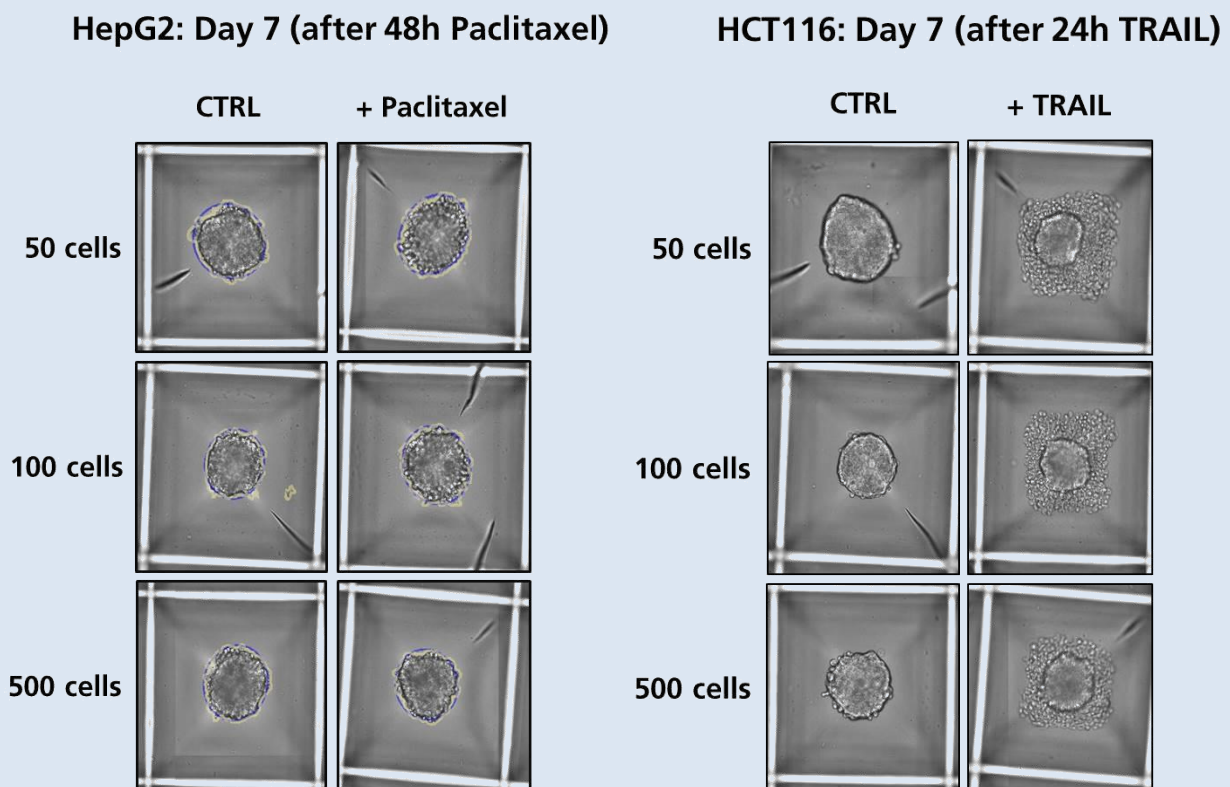 HepG2: Day 7 (after 48h Paclitaxel)
CTRL
+ Paclitaxel
50 cells
100 cells
500 cells
HCT116: Day 7 (after 24h TRAIL)
CTRL
+ TRAIL
50 cells
100 cells
500 cells